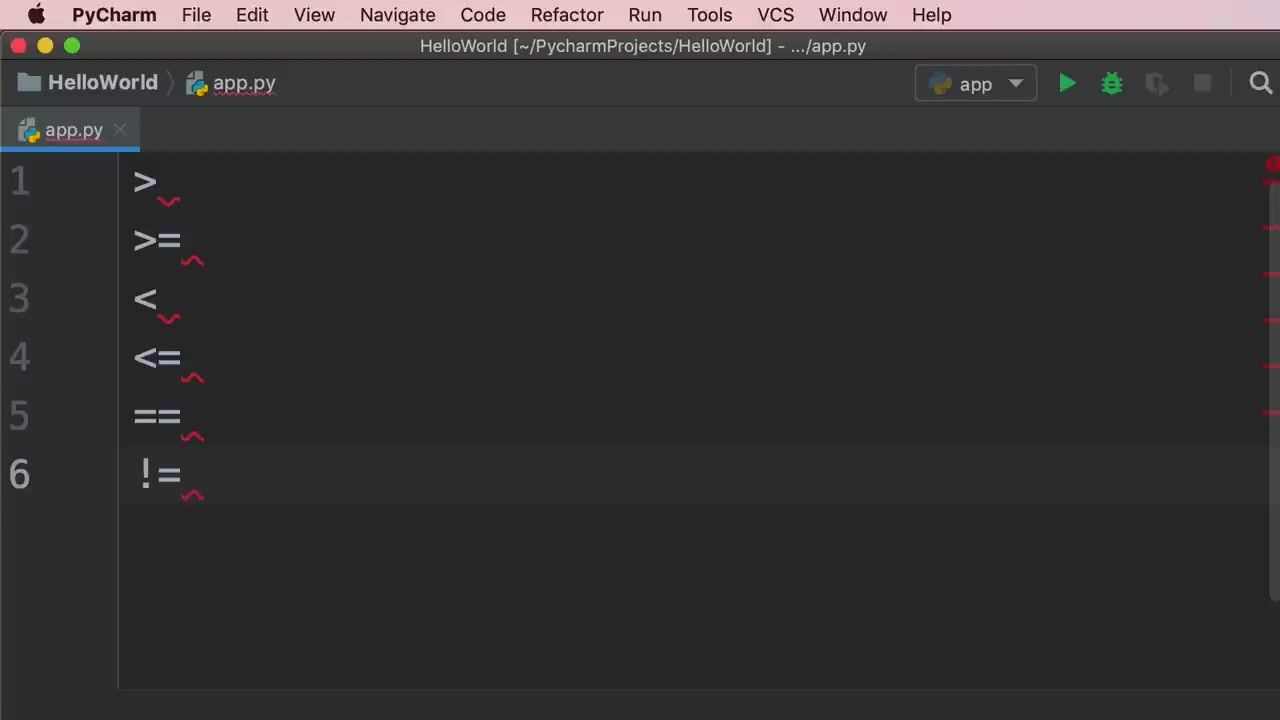 PyCharm File Edit View Navigate Code Refactor Run Tools VCS Window Help
HelloWorld [~/PycharmProjects/HelloWorld] - .../app.py
HelloWorld app.py app
app.py
1 >
2 >=
3 <
4 <=
5 ==
6 !=